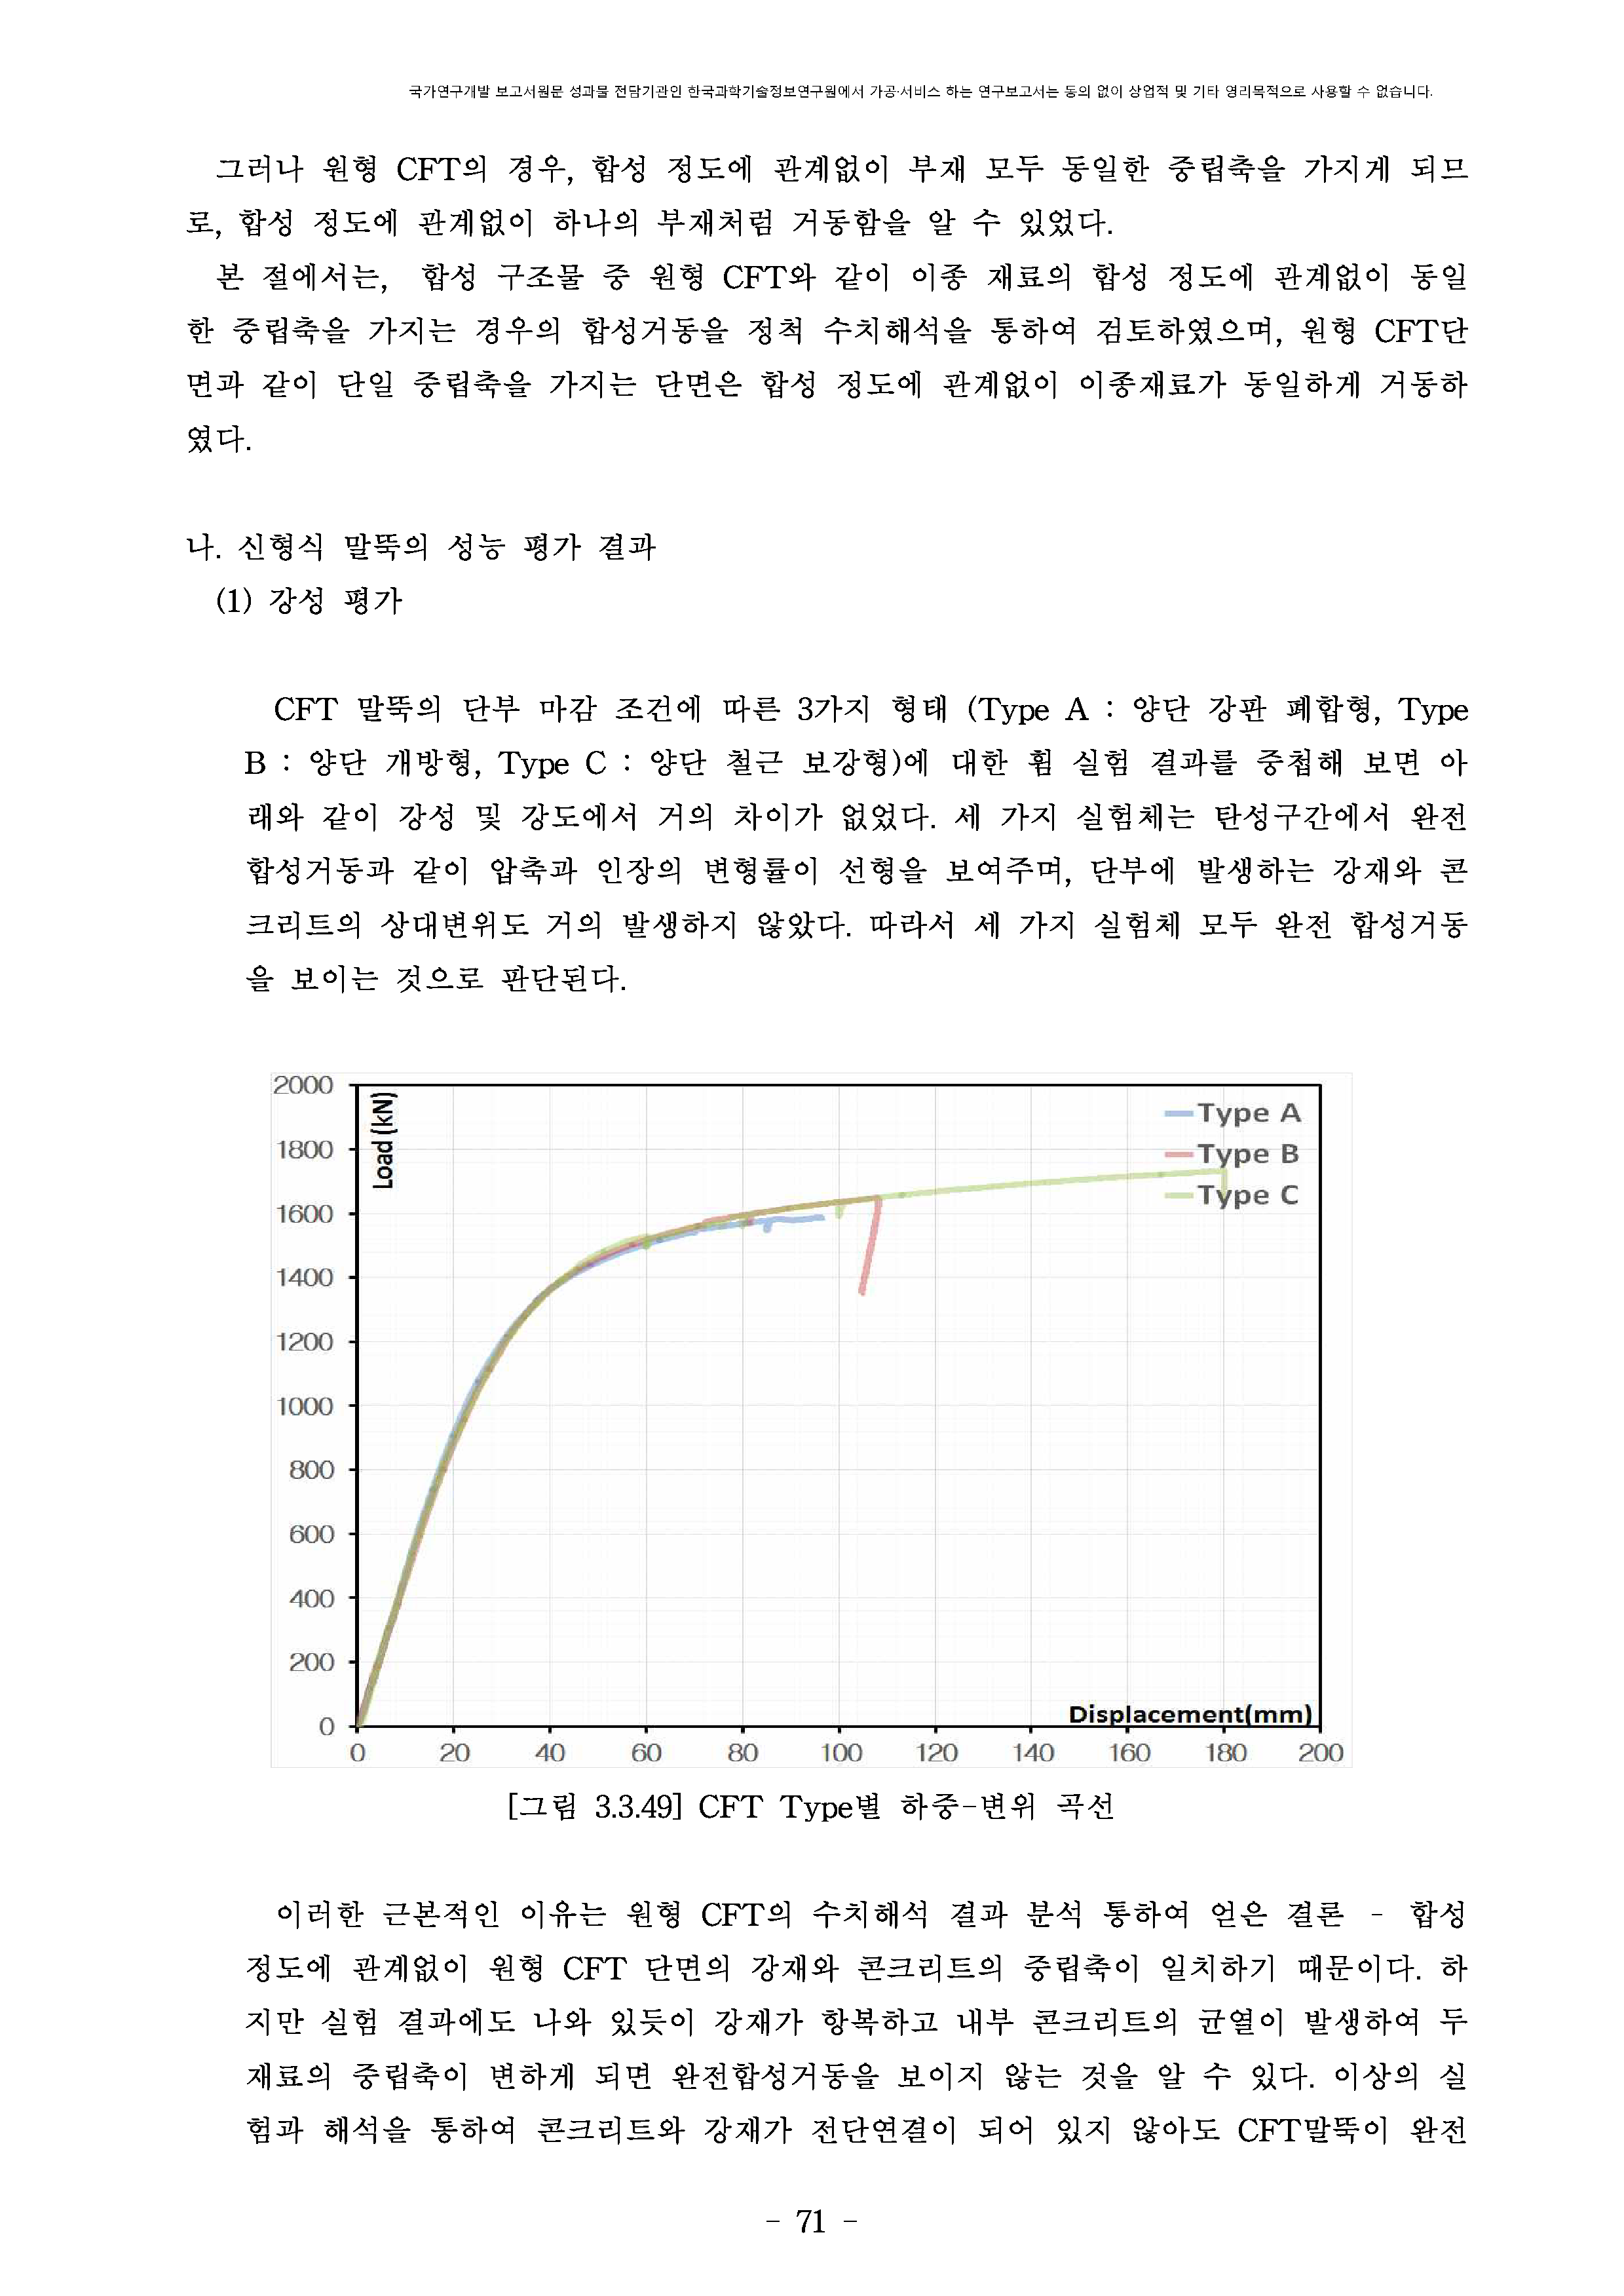 국가연구개발 보고서원문 성과물 전담기관인 한국과학기술정보연구원에서 가공·서비스 하는 연구보고서는 동의 없이 상업적 및 기타 영리목적으로 사용할 수 없습니다.
그러나 원형 CFT의 경우, 합성 정도에 관계없이 부재 모두 동일한 중립축을 가지게 되므
로, 합성 정도에 관계없이 하나의 부재처럼 거동함을 알 수 있었다.
본 절에서는, 합성 구조물 중 원형 CFT와 같이 이종 재료의 합성 정도에 관계없이 동일
한 중립축을 가지는 경우의 합성거동을 정적 수치해석을 통하여 검토하였으며, 원형 CFT단
면과 같이 단일 중립축을 가지는 단면은 합성 정도에 관계없이 이종재료가 동일하게 거동하
였다.
나. 신형식 말뚝의 성능 평가 결과
(1) 강성 평가
CFT 말뚝의 단부 마감 조건에 따른 3가지 형태 (Type A : 양단 강판 폐합형, Type
B : 양단 개방형, Type C : 양단 철근 보강형)에 대한 휨 실험 결과를 중첩해 보면 아
래와 같이 강성 및 강도에서 거의 차이가 없었다. 세 가지 실험체는 탄성구간에서 완전
합성거동과 같이 압축과 인장의 변형률이 선형을 보여주며, 단부에 발생하는 강재와 콘
크리트의 상대변위도 거의 발생하지 않았다. 따라서 세 가지 실험체 모두 완전 합성거동
을 보이는 것으로 판단된다.
2000
1800
1600
1400
1200
1000
800
600
400
200
0
Load (kN)
Type A
Type B
Type C
Displacement(mm)
0 20 40 60 80 100 120 140 160 180 200
[그림 3.3.49] CFT Type별 하중-변위 곡선
이러한 근본적인 이유는 원형 CFT의 수치해석 결과 분석 통하여 얻은 결론 - 합성
정도에 관계없이 원형 CFT 단면의 강재와 콘크리트의 중립축이 일치하기 때문이다. 하
지만 실험 결과에도 나와 있듯이 강재가 항복하고 내부 콘크리트의 균열이 발생하여 두
재료의 중립축이 변하게 되면 완전합성거동을 보이지 않는 것을 알 수 있다. 이상의 실
험과 해석을 통하여 콘크리트와 강재가 전단연결이 되어 있지 않아도 CFT말뚝이 완전
- 71 -